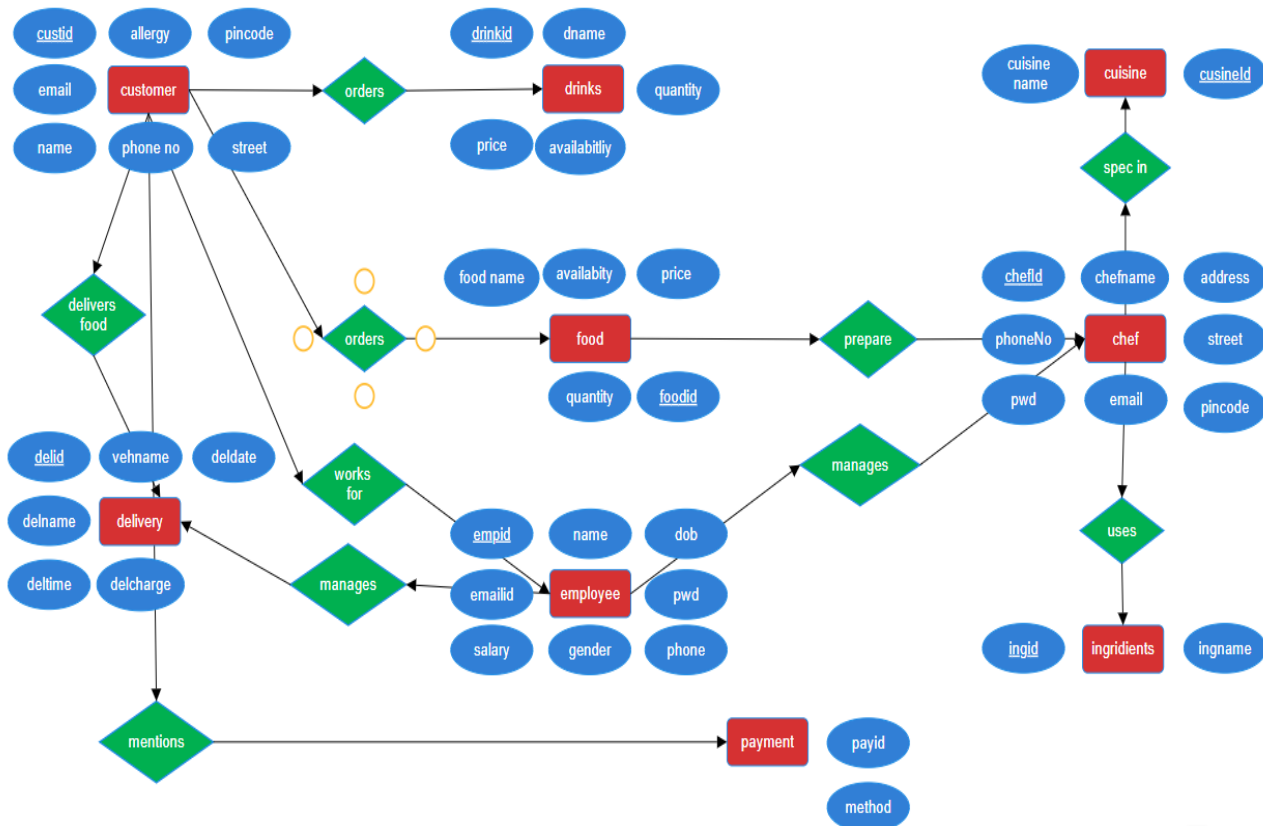 custid
allergy
pincode
drinkid
dname
email
customer
orders
drinks
quantity
cuisine
name
cuisine
cusineId
name
phone no
street
price
availabitliy
spec in
delivers
food
food name
availabity
price
chefId
chefname
address
orders
food
prepare
phoneNo
chef
street
quantity
foodid
pwd
email
pincode
delid
vehname
deldate
works
for
manages
delname
delivery
empid
name
dob
uses
deltime
delcharge
manages
emailid
employee
pwd
salary
gender
phone
ingid
ingridients
ingname
mentions
payment
payid
method